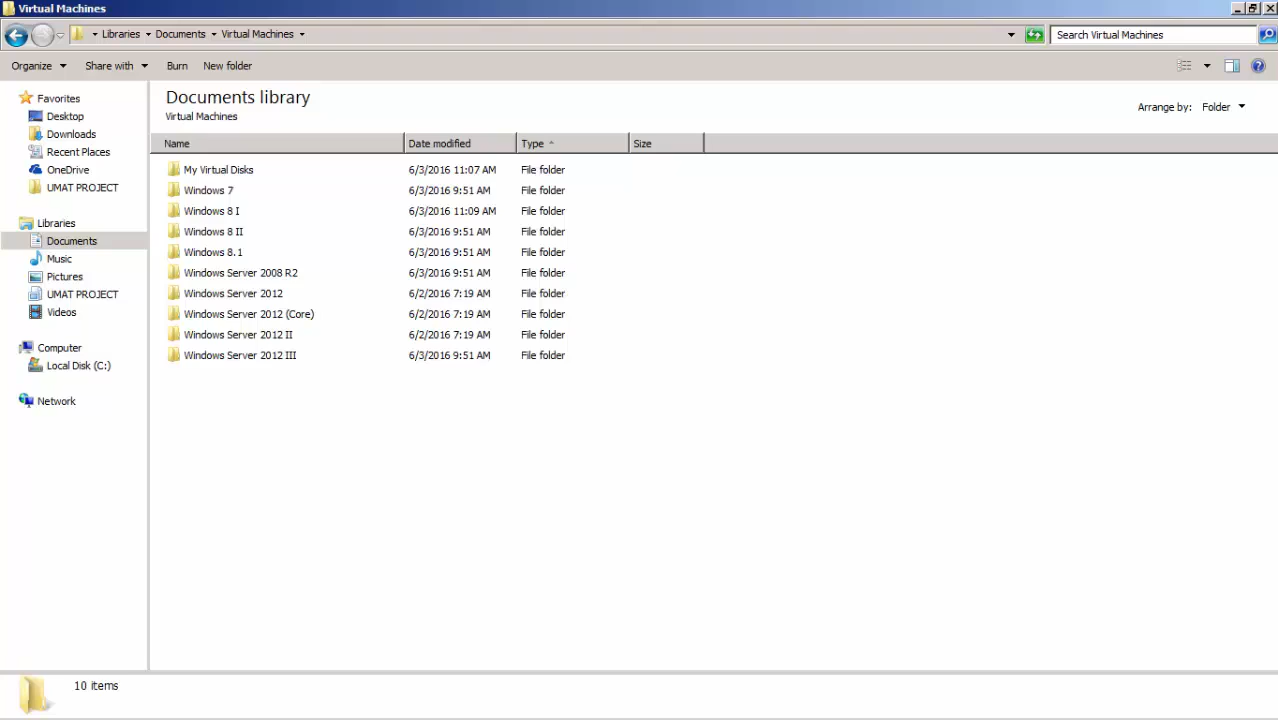 Virtual Machines
Libraries Documents Virtual Machines
Search Virtual Machines
Organize Share with Burn New folder
Favorites
Desktop
Downloads
Recent Places
OneDrive
UMAT PROJECT
Libraries
Documents
Music
Pictures
UMAT PROJECT
Videos
Computer
Local Disk (C:)
Network
Documents library
Virtual Machines
Arrange by: Folder
Name Date modified Type Size
My Virtual Disks 6/3/2016 11:07 AM File folder
Windows 7 6/3/2016 9:51 AM File folder
Windows 8 I 6/3/2016 11:09 AM File folder
Windows 8 II 6/3/2016 9:51 AM File folder
Windows 8.1 6/3/2016 9:51 AM File folder
Windows Server 2008 R2 6/3/2016 9:51 AM File folder
Windows Server 2012 6/2/2016 7:19 AM File folder
Windows Server 2012 (Core) 6/2/2016 7:19 AM File folder
Windows Server 2012 II 6/2/2016 7:19 AM File folder
Windows Server 2012 III 6/3/2016 9:51 AM File folder
10 items